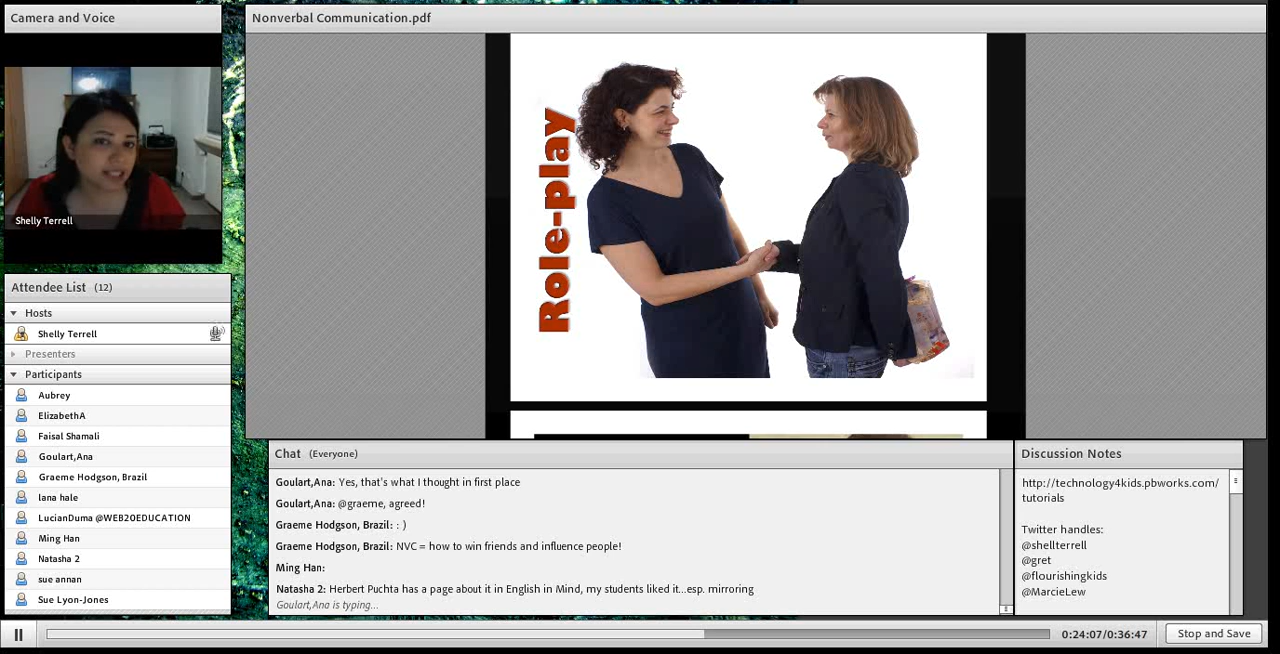 Camera and Voice
Shelly Terrell
Attendee List (12)
Hosts
Shelly Terrell
Presenters
Participants
Aubrey
ElizabethA
Faisal Shamali
Goulart,Ana
Graeme Hodgson, Brazil
lana hale
LucianDuma @WEB20EDUCATION
Ming Han
Natasha 2
sue annan
Sue Lyon-Jones
Nonverbal Communication.pdf
Role-play
Chat (Everyone)
Goulart,Ana: Yes, that's what I thought in first place
Goulart,Ana: @graeme, agreed!
Graeme Hodgson, Brazil: : )
Graeme Hodgson, Brazil: NVC = how to win friends and influence people!
Ming Han:
Natasha 2: Herbert Puchta has a page about it in English in Mind, my students liked it...esp. mirroring
Goulart,Ana is typing...
Discussion Notes
http://technology4kids.pbworks.com/
tutorials
Twitter handles:
@shellterrell
@gret
@flourishingkids
@MarcieLew
0:24:07/0:36:47
Stop and Save